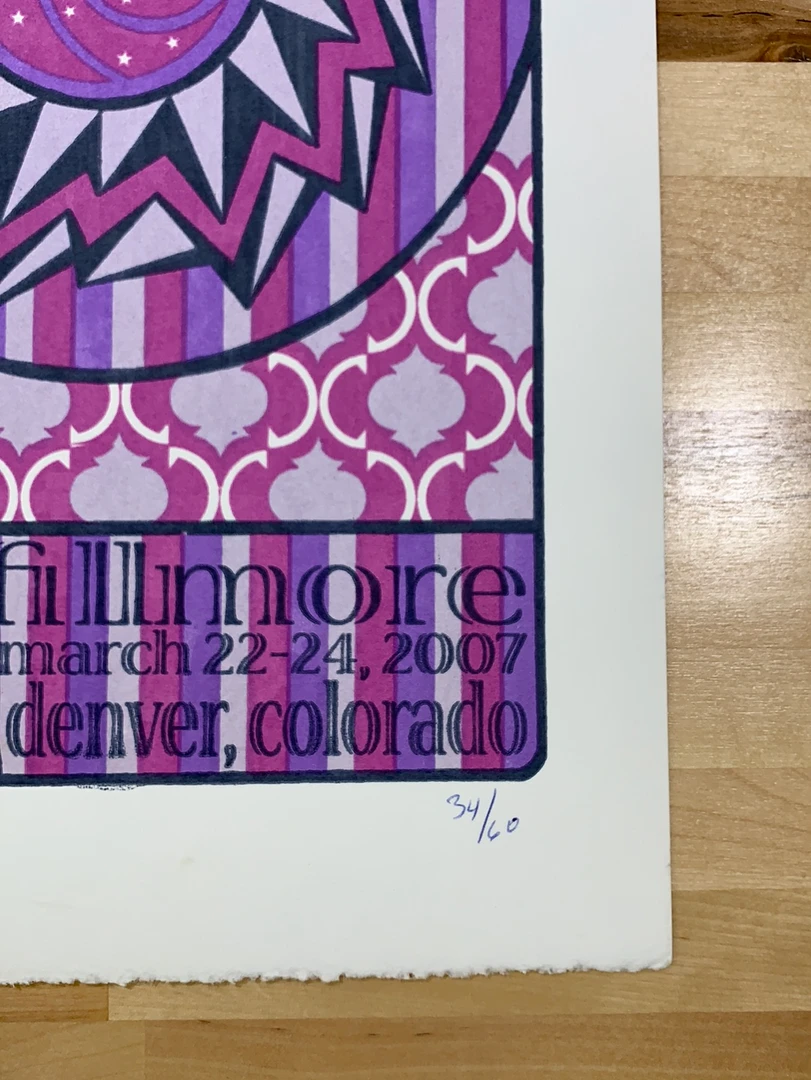 fillmore
march 22-24, 2007
denver, colorado
34/60